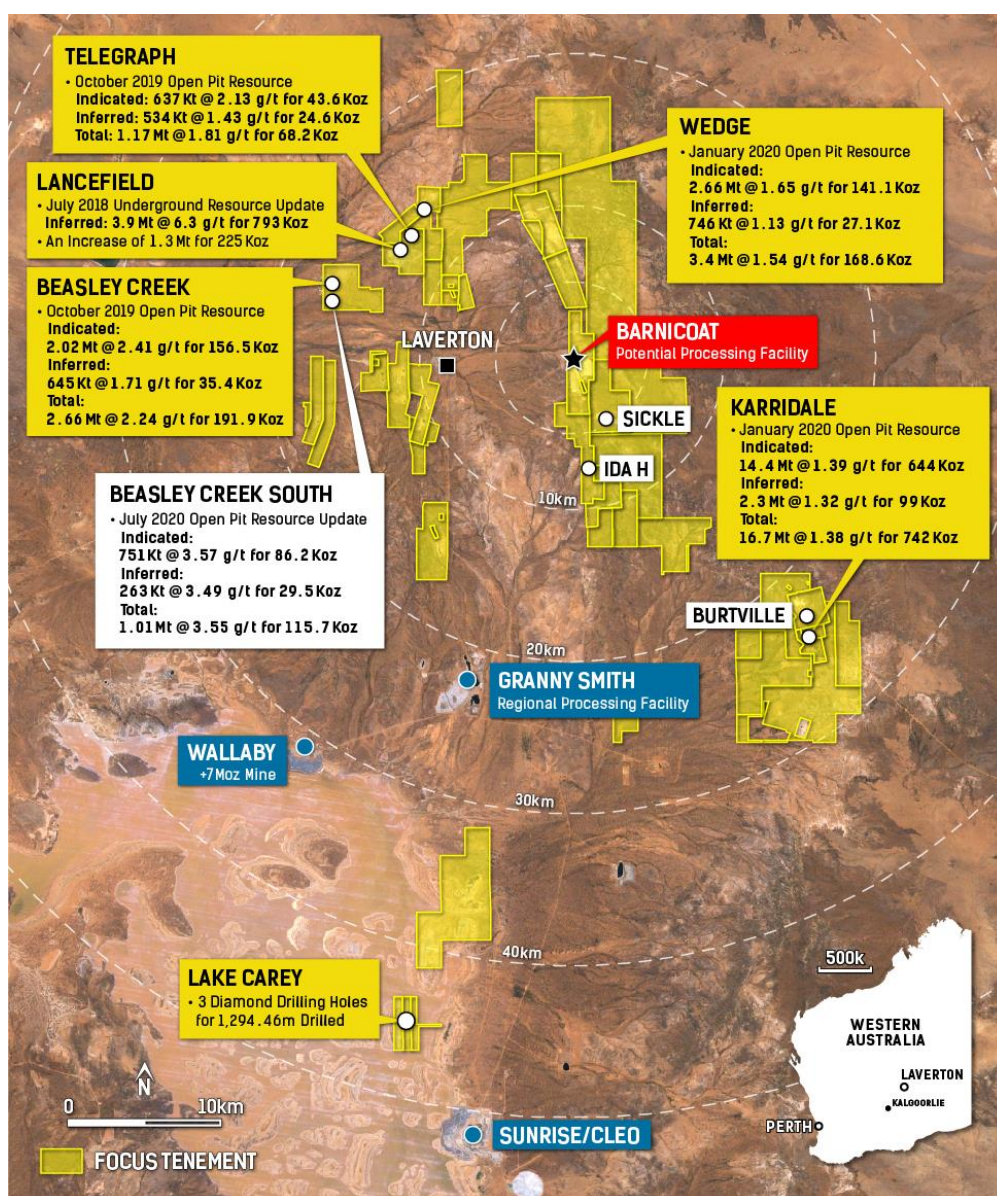 TELEGRAPH
• October 2019 Open Pit Resource
Indicated: 637 Kt @ 2.13 g/t for 43.6 Koz
Inferred: 534 Kt @ 1.43 g/t for 24.6 Koz
Total: 1.17 Mt @ 1.81 g/t for 68.2 Koz
LANCEFIELD
• July 2018 Underground Resource Update
Inferred: 3.9 Mt @ 6.3 g/t for 793 Koz
• An Increase of 1.3 Mt for 225 Koz
BEASLEY CREEK
• October 2019 Open Pit Resource
Indicated:
2.02 Mt @ 2.41 g/t for 156.5 Koz
Inferred:
645 Kt @ 1.71 g/t for 35.4 Koz
Total:
2.66 Mt @ 2.24 g/t for 191.9 Koz
BEASLEY CREEK SOUTH
• July 2020 Open Pit Resource Update
Indicated:
751 Kt @ 3.57 g/t for 86.2 Koz
Inferred:
263 Kt @ 3.49 g/t for 29.5 Koz
Total:
1.01 Mt @ 3.55 g/t for 115.7 Koz
WEDGE
• January 2020 Open Pit Resource
Indicated:
2.66 Mt @ 1.65 g/t for 141.1 Koz
Inferred:
746 Kt @ 1.13 g/t for 27.1 Koz
Total:
3.4 Mt @ 1.54 g/t for 168.6 Koz
LAVERTON
BARNICOAT
Potential Processing Facility
SICKLE
IDA H
10km
KARRIDALE
• January 2020 Open Pit Resource
Indicated:
14.4 Mt @ 1.39 g/t for 644 Koz
Inferred:
2.3 Mt @ 1.32 g/t for 99 Koz
Total:
16.7 Mt @ 1.38 g/t for 742 Koz
BURTVILLE
20km
GRANNY SMITH
Regional Processing Facility
WALLABY
+7Moz Mine
30km
40km
LAKE CAREY
• 3 Diamond Drilling Holes
for 1,294.46m Drilled
SUNRISE/CLEO
N
0 10km
FOCUS TENEMENT
500k
WESTERN
AUSTRALIA
LAVERTON
KALGOORLIE
PERTH